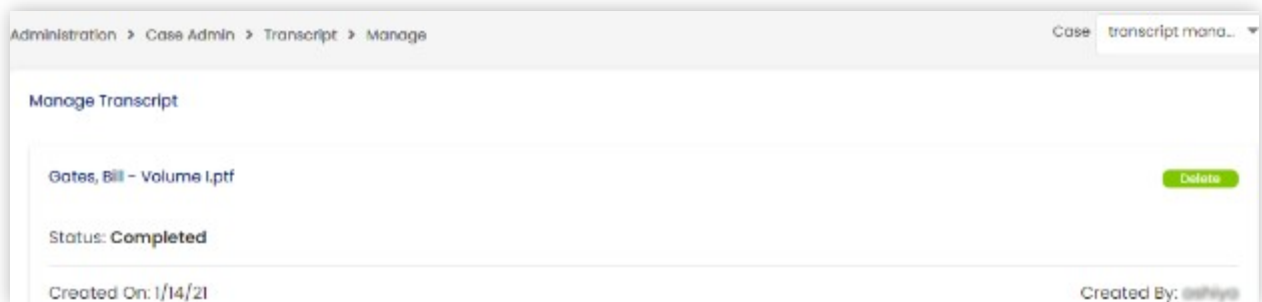 Administration > Case Admin > Transcript > Manage
Case transcript mana...
Manage Transcript
Gates, Bill - Volume I.ptf
Delete
Status: Completed
Created On: 1/14/21
Created By: